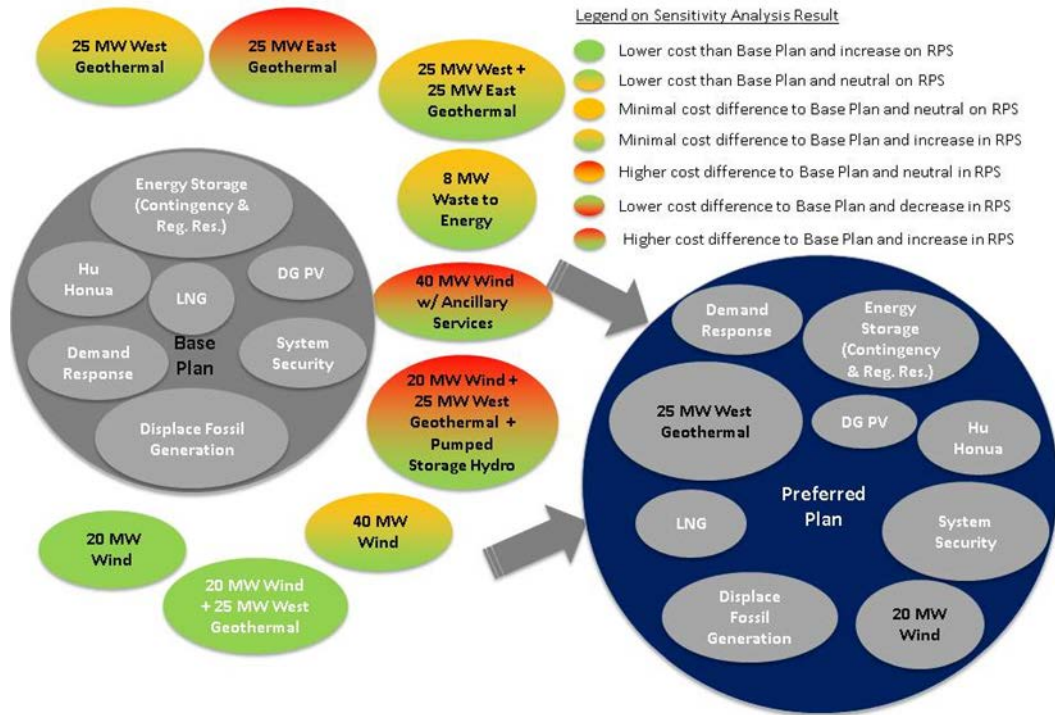 Legend on Sensitivity Analysis Result
Lower cost than Base Plan and increase on RPS
Lower cost than Base Plan and neutral on RPS
Minimal cost difference to Base Plan and neutral on RPS
Minimal cost difference to Base Plan and increase in RPS
Higher cost difference to Base Plan and neutral in RPS
Lower cost difference to Base Plan and decrease in RPS
Higher cost difference to Base Plan and increase in RPS
25 MW West
Geothermal
25 MW East
Geothermal
25 MW West +
25 MW East
Geothermal
8 MW
Waste to
Energy
40 MW Wind
w/ Ancillary
Services
20 MW Wind +
25 MW West
Geothermal +
Pumped
Storage Hydro
40 MW
Wind
20 MW
Wind
20 MW Wind
+ 25 MW West
Geothermal
Energy Storage
(Contingency &
Reg. Res.)
Hu
Honua
LNG
DG PV
Base
Plan
Demand
Response
System
Security
Displace Fossil
Generation
Demand
Response
Energy
Storage
(Contingency
& Reg. Res.)
25 MW West
Geothermal
DG PV
Hu
Honua
Preferred
Plan
LNG
System
Security
Displace
Fossil
Generation
20 MW
Wind